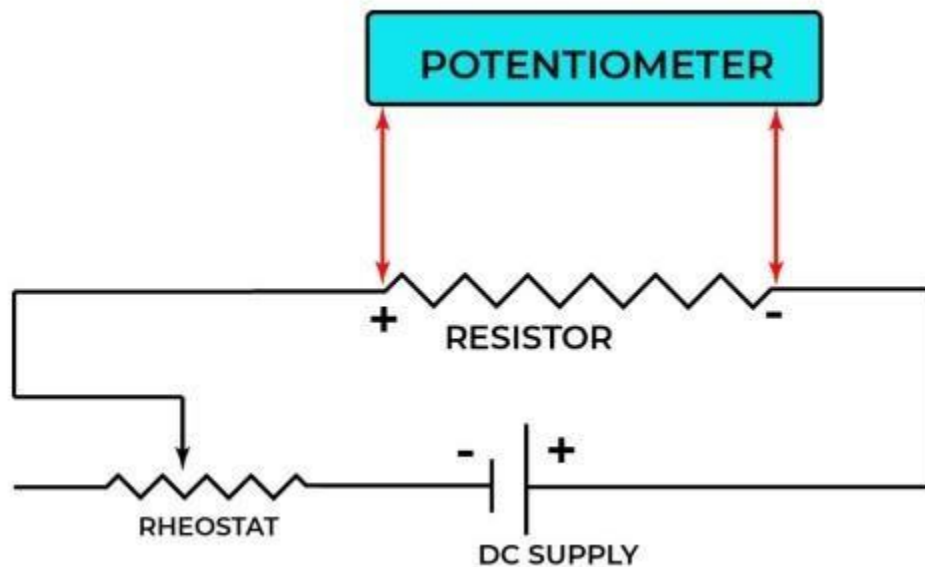 POTENTIOMETER
+
-
RESISTOR
- +
RHEOSTAT
DC SUPPLY